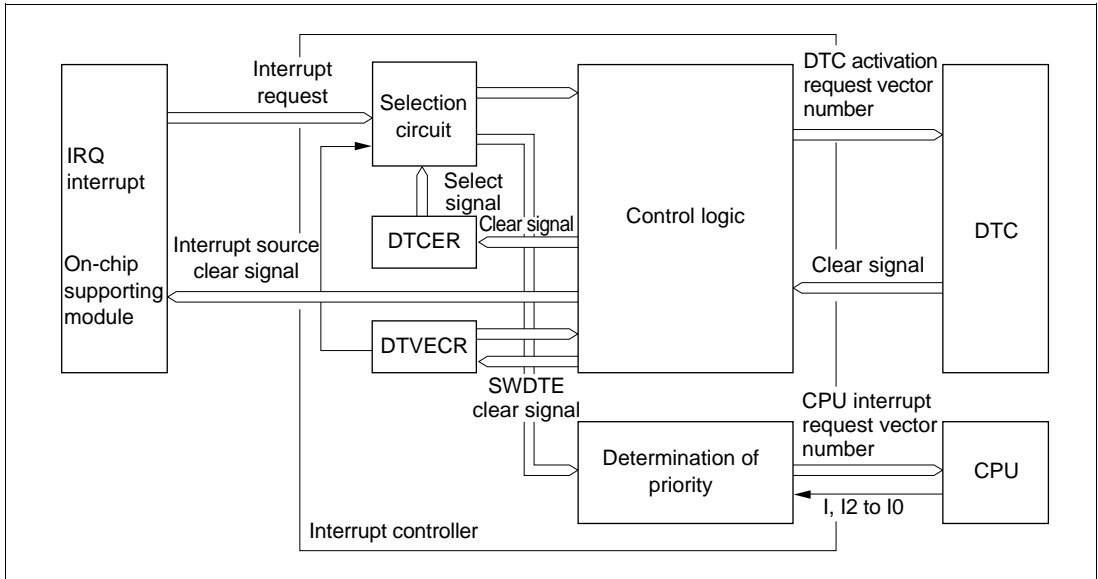 Interrupt
request
IRQ
interrupt
On-chip
supporting
module
Selection
circuit
Select
signal
DTCER
Clear signal
Interrupt source
clear signal
DTVECR
SWDTE
clear signal
Control logic
DTC activation
request vector
number
DTC
Clear signal
Determination of
priority
CPU interrupt
request vector
number
CPU
I, I2 to I0
Interrupt controller